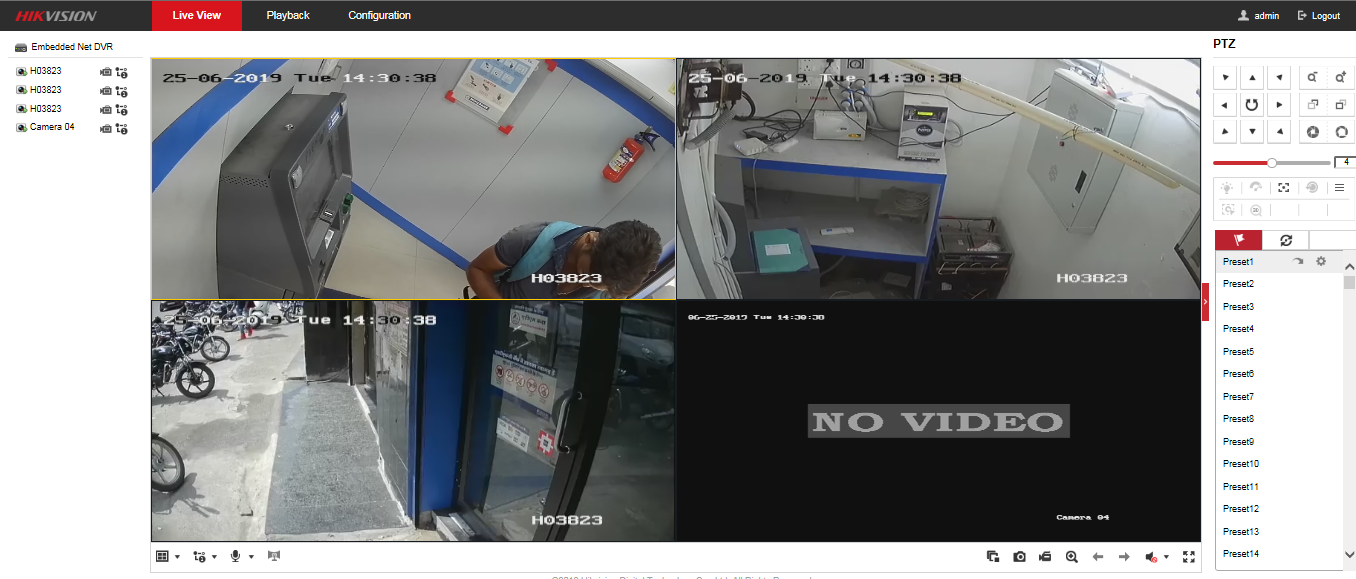 HIKVISION
Live View
Playback
Configuration
admin
Logout
Embedded Net DVR
H03823
H03823
H03823
Camera 04
25-06-2019 Tue 14:30:38
H03823
25-06-2019 Tue 14:30:38
H03823
25-06-2019 Tue 14:30:38
H03823
06-25-2019 Tue 14:30:38
NO VIDEO
Camera 04
PTZ
4
Preset1
Preset2
Preset3
Preset4
Preset5
Preset6
Preset7
Preset8
Preset9
Preset10
Preset11
Preset12
Preset13
Preset14